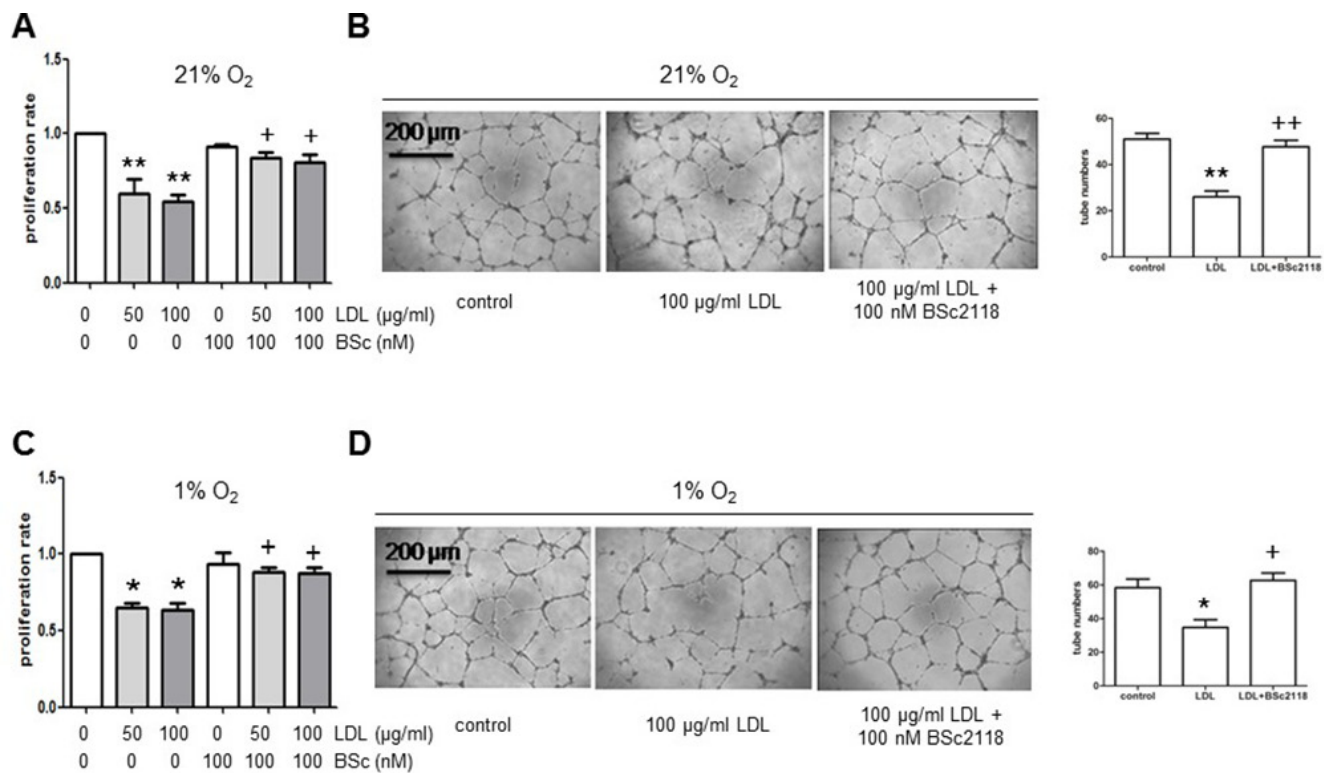 A
B
1.5
1.0
0.5
0.0
proliferation rate
21% O2
**
**
+
+
0 50 100 0 50 100 LDL (µg/ml)
0 0 0 100 100 100 BSc (nM)
21% O2
200 µm
control
100 µg/ml LDL
100 µg/ml LDL +
100 nM BSc2118
60
40
20
0
tube numbers
**
++
control LDL LDL+BSc2118
C
D
1.5
1.0
0.5
0.0
proliferation rate
1% O2
*
*
+
+
0 50 100 0 50 100 LDL (µg/ml)
0 0 0 100 100 100 BSc (nM)
1% O2
200 µm
control
100 µg/ml LDL
100 µg/ml LDL +
100 nM BSc2118
80
60
40
20
0
tube numbers
*
+
control LDL LDL+BSc2118